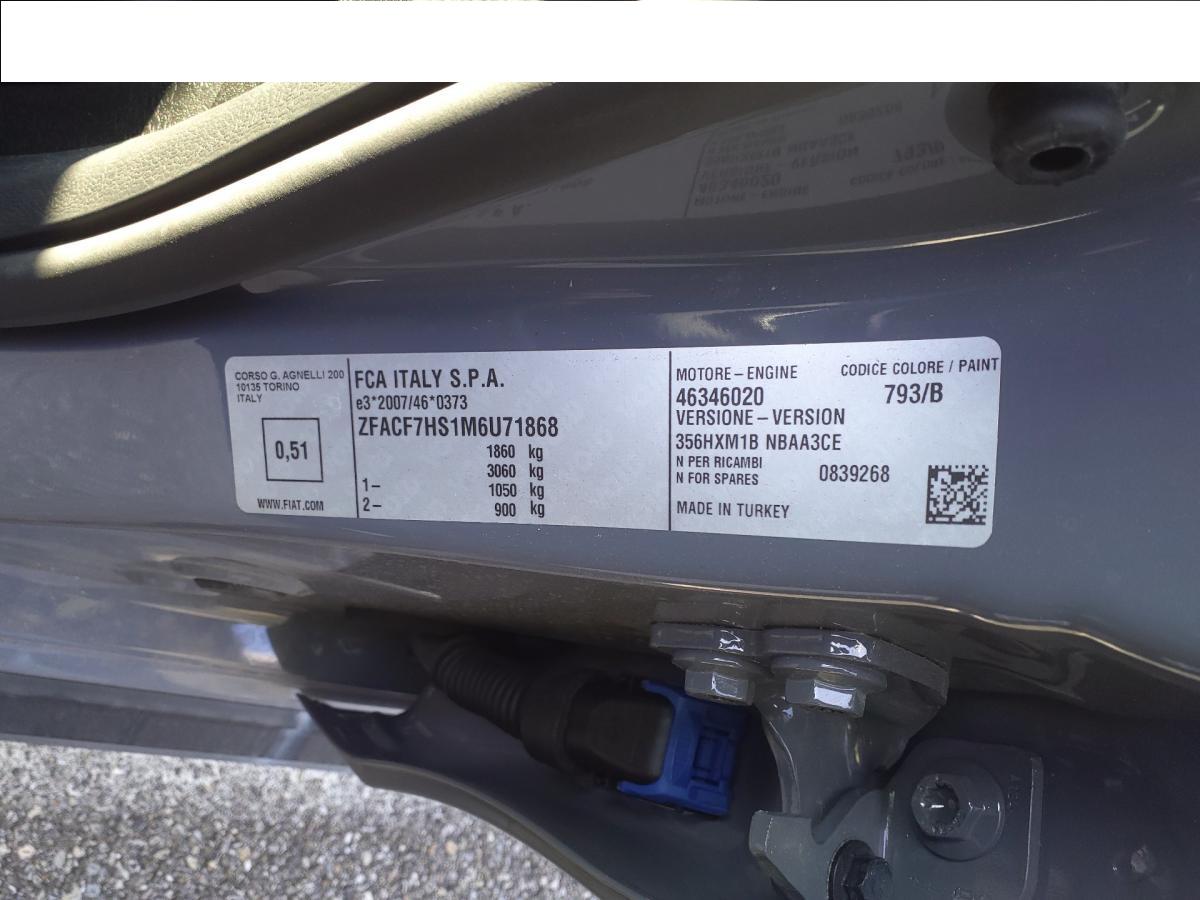 CORSO G. AGNELLI 200
10135 TORINO
ITALY
0,51
WWW.FIAT.COM
FCA ITALY S.P.A.
e3*2007/46*0373
ZFACF7HS1M6U71868
1860 kg
3060 kg
1- 1050 kg
2- 900 kg
MOTORE - ENGINE
46346020
VERSIONE - VERSION
356HXM1B NBAA3CE
N PER RICAMBI
N FOR SPARES
0839268
MADE IN TURKEY
CODICE COLORE / PAINT
793/B